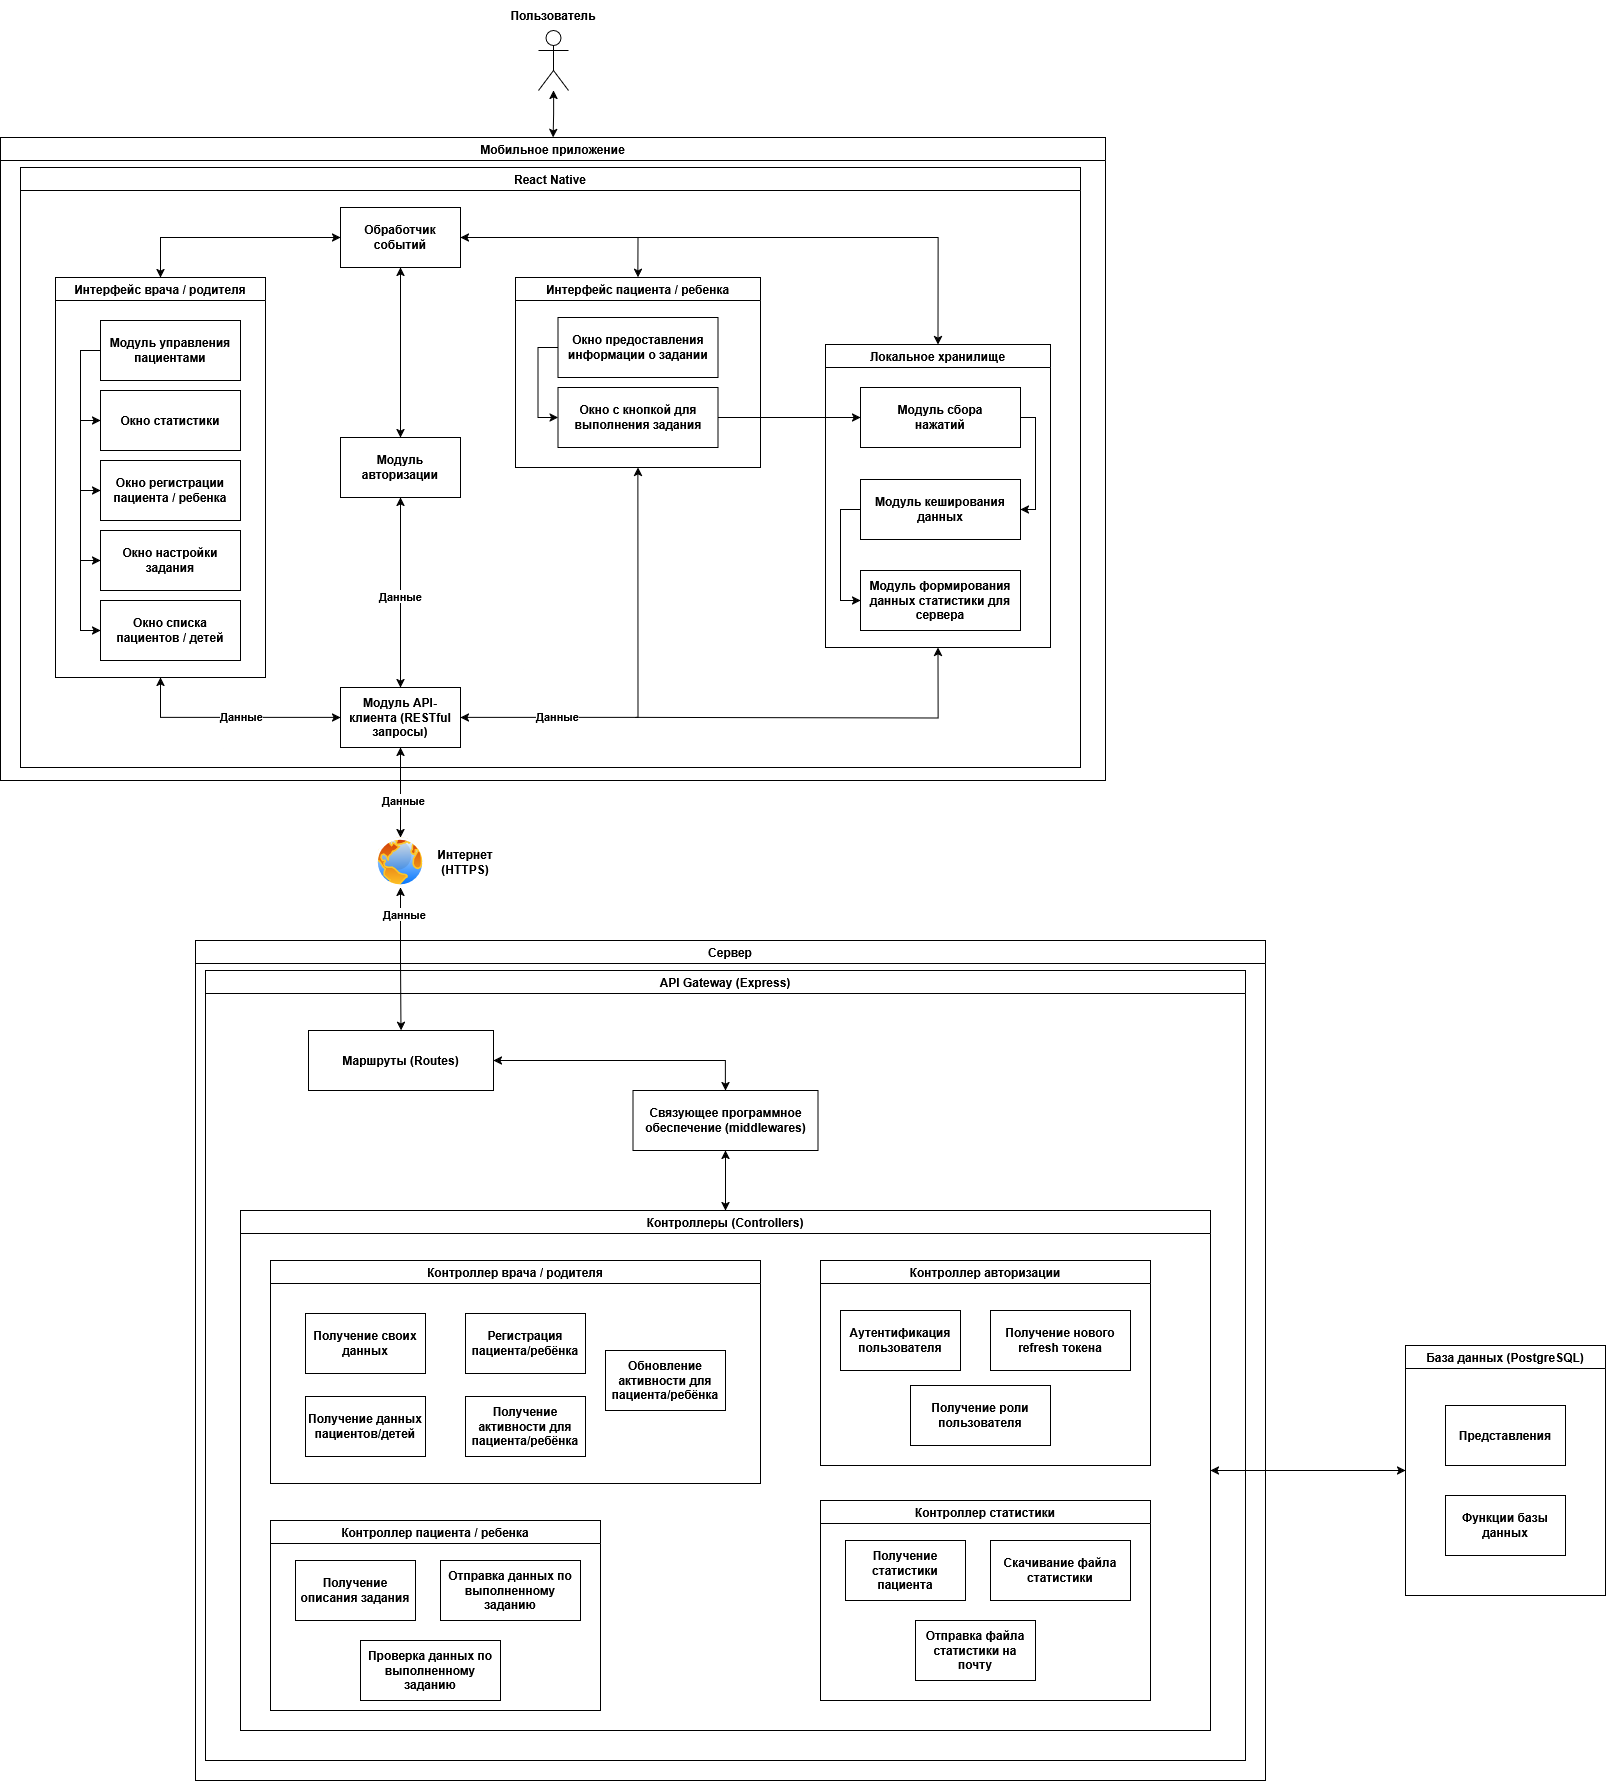 Пользователь
Мобильное приложение
React Native
Обработчик
событий
Интерфейс врача / родителя
Модуль управления
пациентами
Окно статистики
Окно регистрации
пациента / ребенка
Окно настройки
задания
Окно списка
пациентов / детей
Модуль
авторизации
Интерфейс пациента / ребенка
Окно предоставления
информации о задании
Окно с кнопкой для
выполнения задания
Локальное хранилище
Модуль сбора
нажатий
Модуль кеширования
данных
Модуль формирования
данных статистики для
сервера
Данные
Данные
Модуль API-
клиента (RESTful
запросы)
Данные
Данные
Интернет
(HTTPS)
Данные
Сервер
API Gateway (Express)
Маршруты (Routes)
Связующее программное
обеспечение (middlewares)
Контроллеры (Controllers)
Контроллер врача / родителя
Получение своих
данных
Регистрация
пациента/ребёнка
Обновление
активности для
пациента/ребёнка
Получение данных
пациентов/детей
Получение
активности для
пациента/ребёнка
Контроллер авторизации
Аутентификация
пользователя
Получение нового
refresh токена
Получение роли
пользователя
Контроллер пациента / ребенка
Получение
описания задания
Отправка данных по
выполненному
заданию
Проверка данных по
выполненному
заданию
Контроллер статистики
Получение
статистики
пациента
Скачивание файла
статистики
Отправка файла
статистики на
почту
База данных (PostgreSQL)
Представления
Функции базы
данных